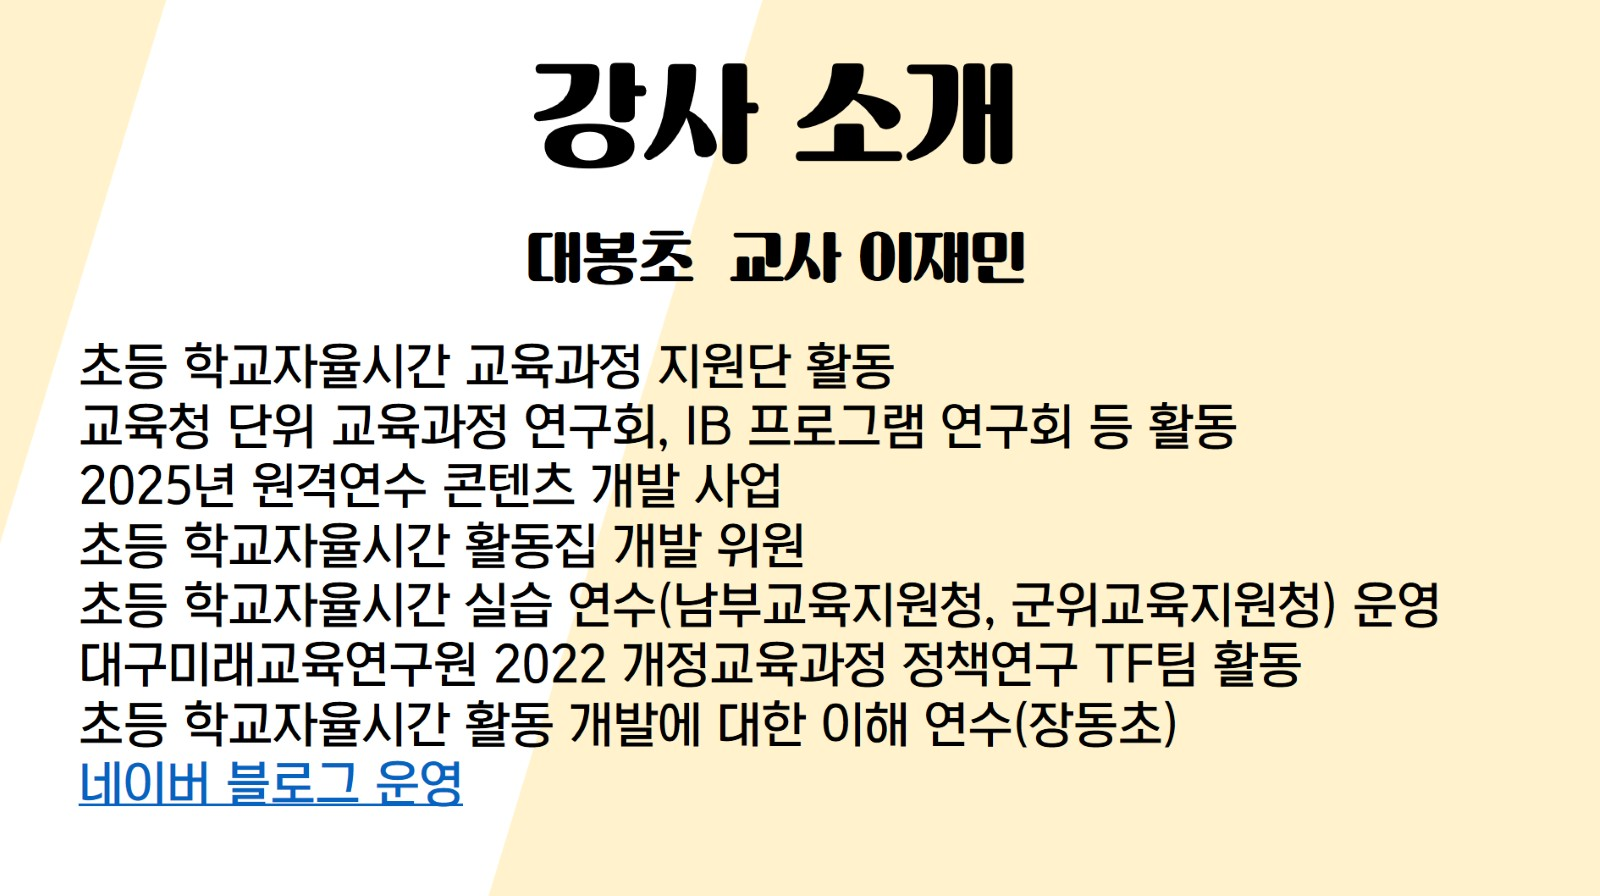 강사 소개
대봉초 교사 이재민
초등 학교자율시간 교육과정 지원단 활동
교육청 단위 교육과정 연구회, IB 프로그램 연구회 등 활동
2025년 원격연수 콘텐츠 개발 사업
초등 학교자율시간 활동집 개발 위원
초등 학교자율시간 실습 연수(남부교육지원청, 군위교육지원청) 운영
대구미래교육연구원 2022 개정교육과정 정책연구 TF팀 활동
초등 학교자율시간 활동 개발에 대한 이해 연수(장동초)
네이버 블로그 운영